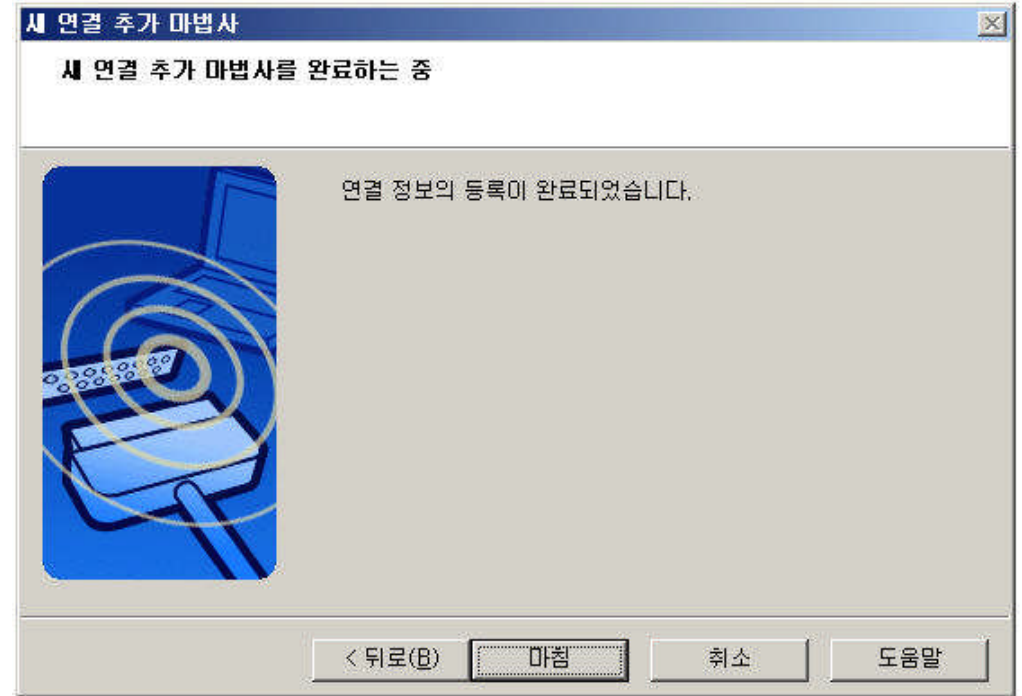 새 연결 추가 마법사
새 연결 추가 마법사를 완료하는 중
연결 정보의 등록이 완료되었습니다.
< 뒤로(B) 마침 취소 도움말